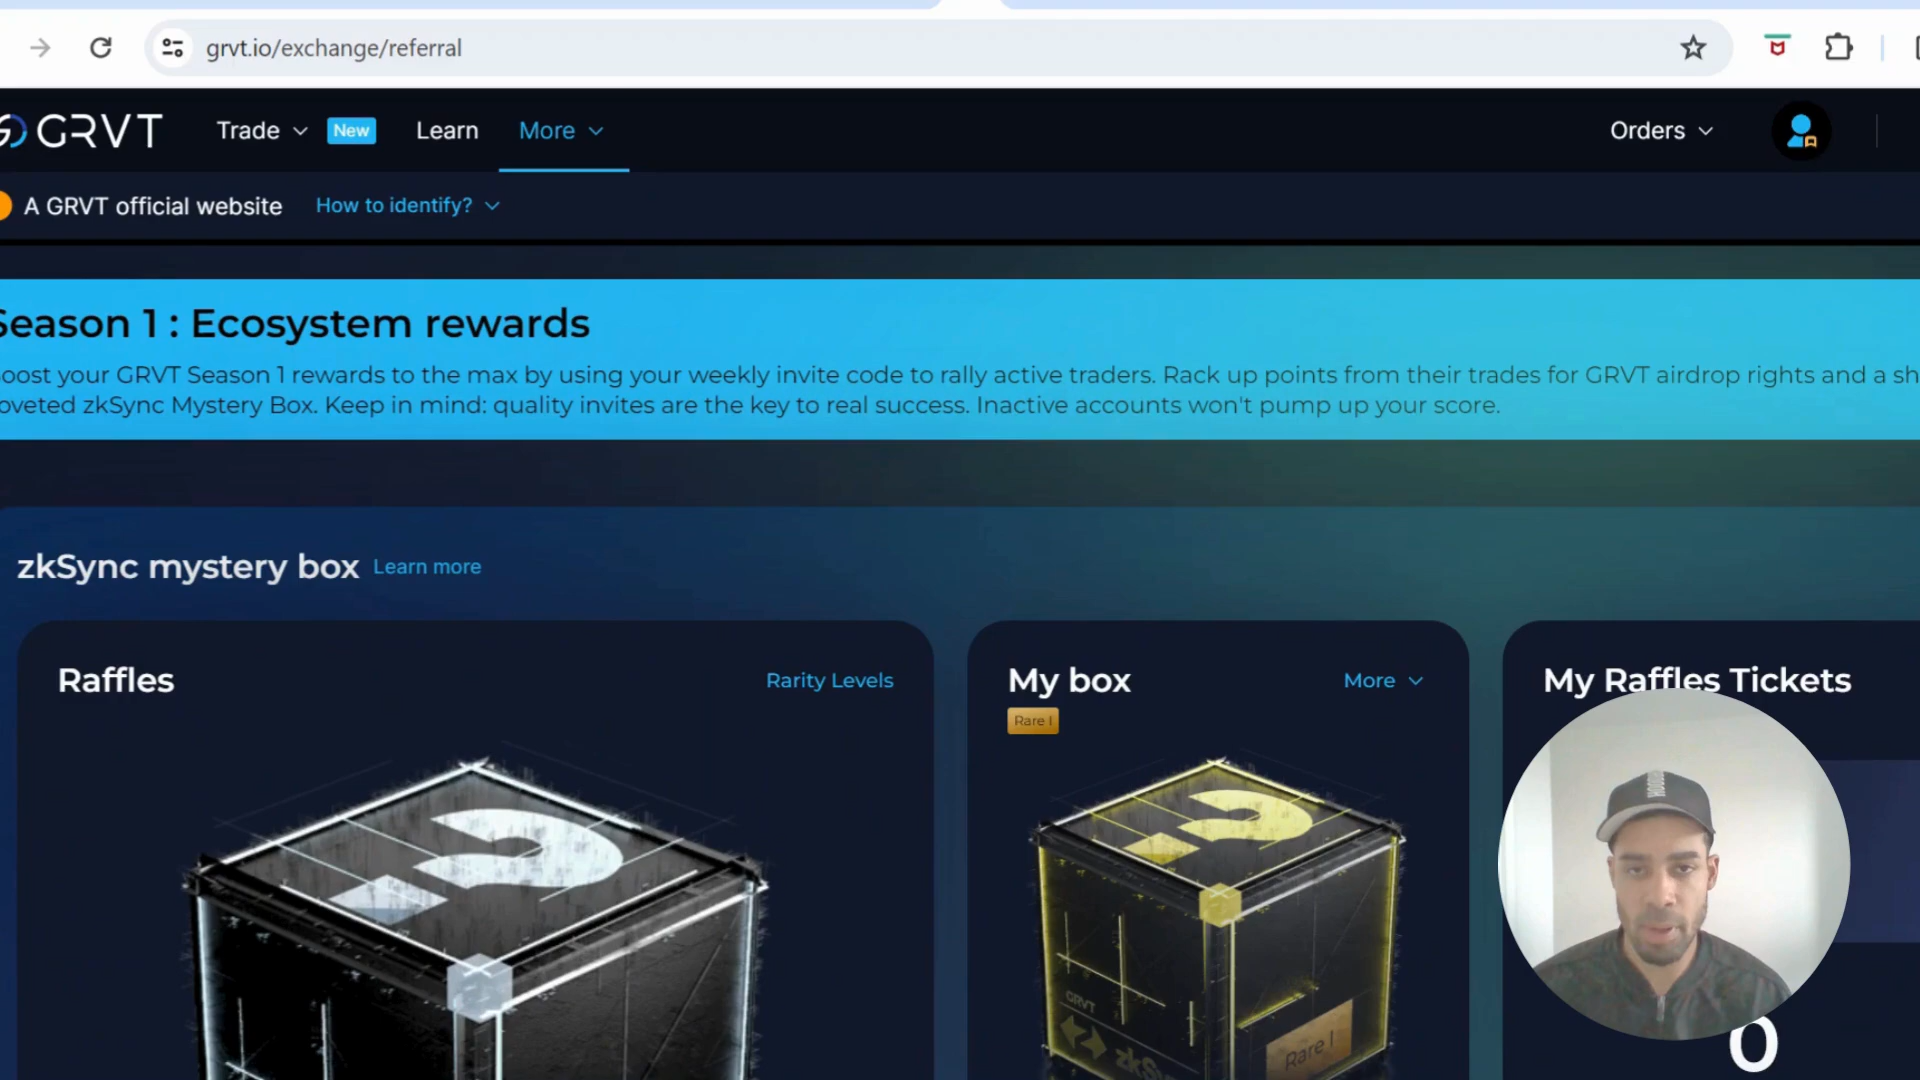 grvt.io/exchange/referral
GRVT
Trade
New
Learn
More
Orders
A GRVT official website
How to identify?
Season 1 : Ecosystem rewards
oost your GRVT Season 1 rewards to the max by using your weekly invite code to rally active traders. Rack up points from their trades for GRVT airdrop rights and a sh
oveted zkSync Mystery Box. Keep in mind: quality invites are the key to real success. Inactive accounts won't pump up your score.
zkSync mystery box Learn more
Raffles
Rarity Levels
My box
More
Rare I
My Raffles Tickets
GRVT
zkSy
Rare I
0